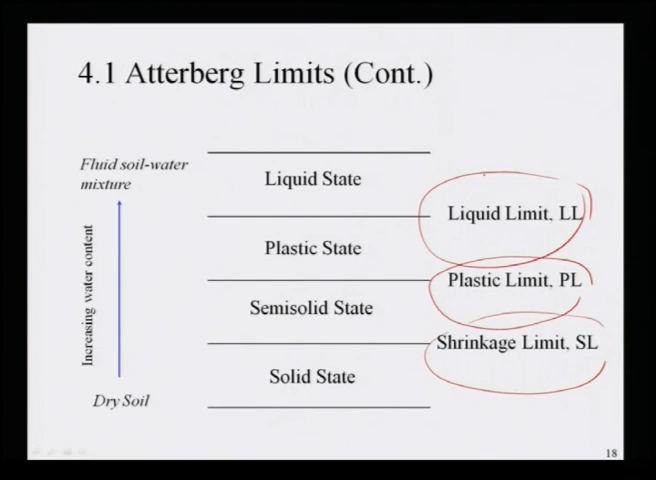 4.1 Atterberg Limits (Cont.)
Fluid soil-water
mixture
Increasing water content
Dry Soil
Liquid State
Plastic State
Semisolid State
Solid State
Liquid Limit, LL
Plastic Limit, PL
Shrinkage Limit, SL
18